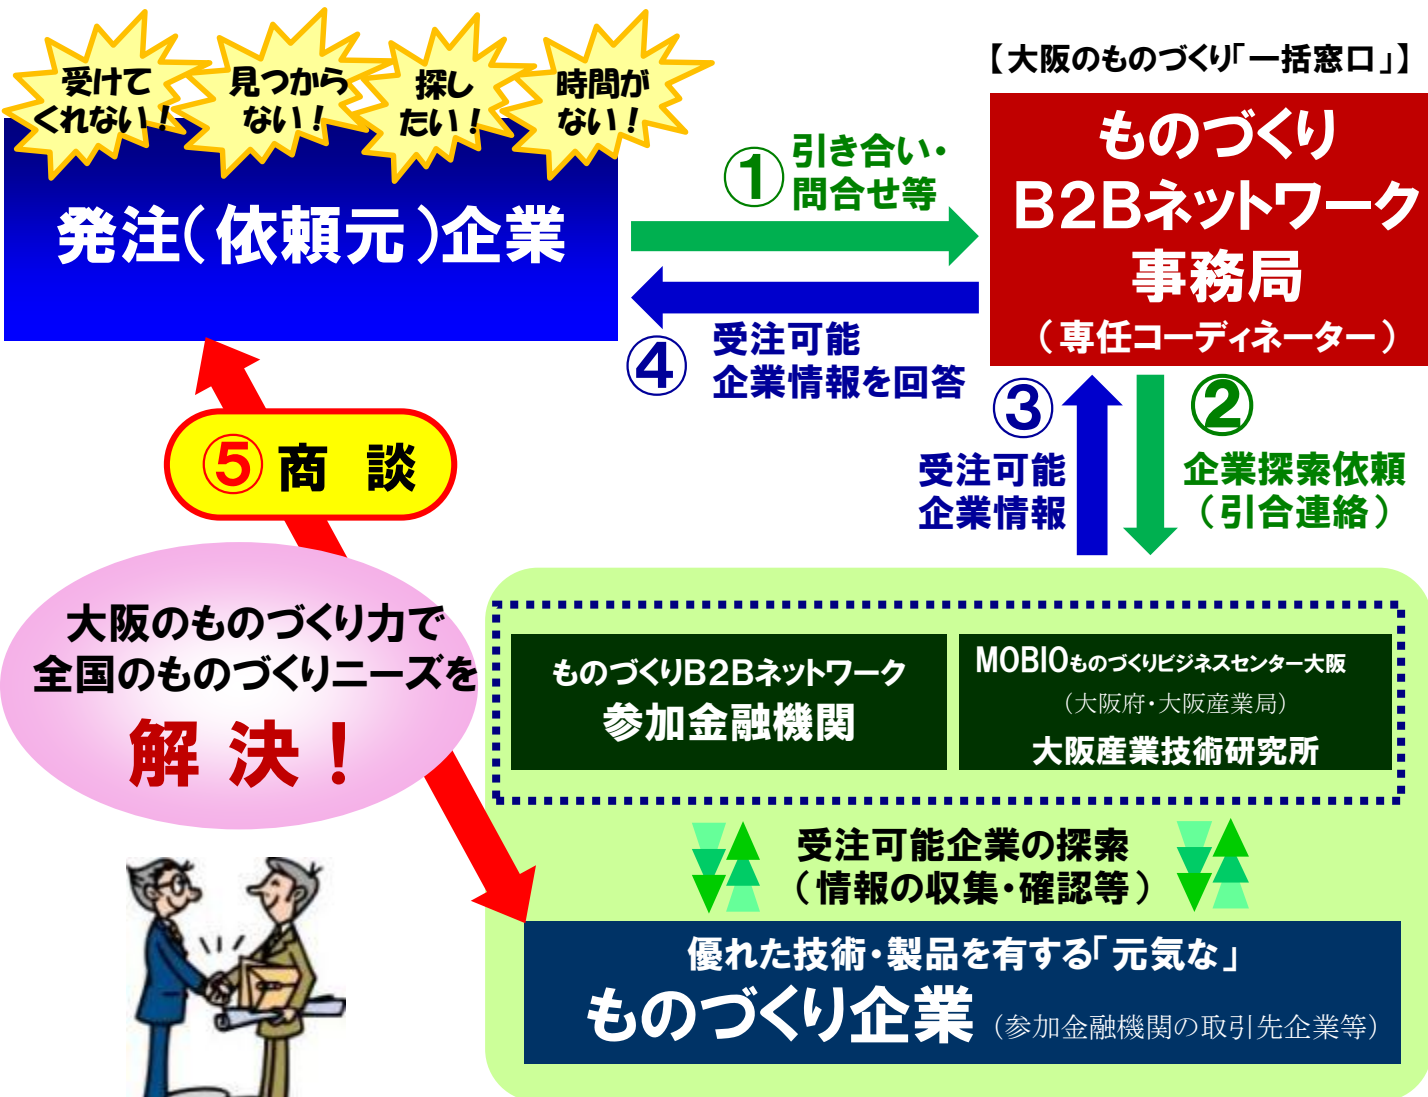 受けて
くれない！
見つから
ない！
探し
たい！
時間が
ない！
発注（依頼元）企業
①引き合い・
問合せ等
【大阪のものづくり「一括窓口」】
ものづくり
B2Bネットワーク
事務局
（専任コーディネーター）
④ 受注可能
企業情報を回答
③
受注可能
企業情報
②
企業探索依頼
（引合連絡）
⑤商　談
大阪のものづくり力で
全国のものづくりニーズを
解 決！
ものづくりB2Bネットワーク
参加金融機関
MOBIOものづくりビジネスセンター大阪
（大阪府・大阪産業局）
大阪産業技術研究所
受注可能企業の探索
（情報の収集・確認等）
優れた技術・製品を有する「元気な」
ものづくり企業（参加金融機関の取引先企業等）